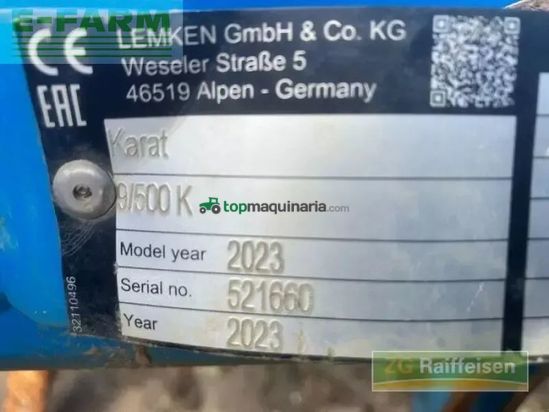 E-FARM
LEMKEN GmbH & Co. KG
Weseler Straße 5
46519 Alpen - Germany
CE
EAC
Karat
9/500 K
topmaquinaria.com
Model year 2023
Serial no. 521660
Year 2023
32110496
ZG Raiffeisen